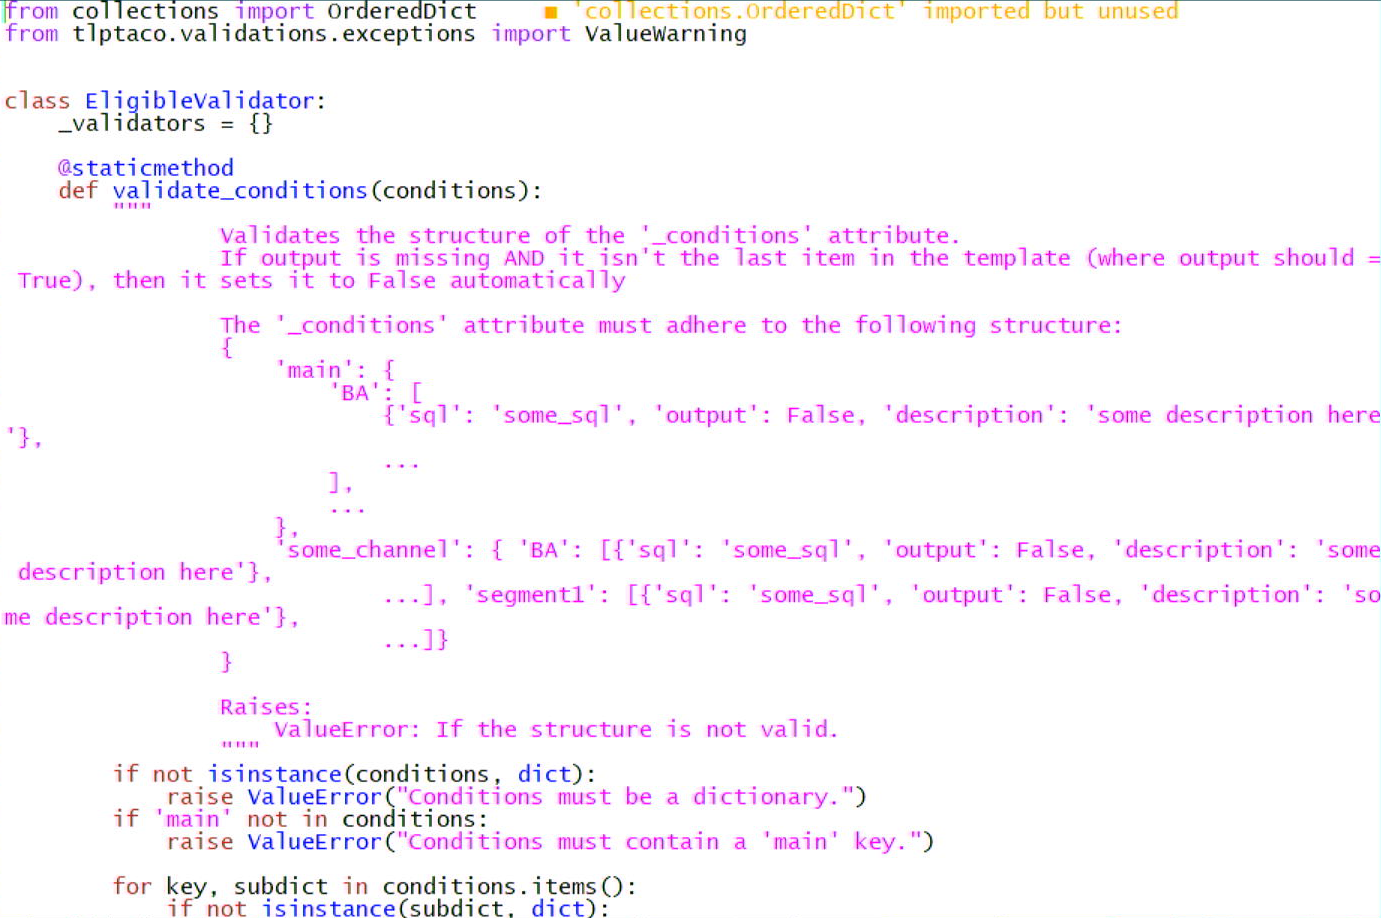 from collections import OrderedDict     ■ 'collections.OrderedDict' imported but unused
from tlptaco.validations.exceptions import ValueWarning
class EligibleValidator:
    _validators = {}
    @staticmethod
    def validate_conditions(conditions):
        """
                Validates the structure of the '_conditions' attribute.
                If output is missing AND it isn't the last item in the template (where output should =
 True), then it sets it to False automatically
                The '_conditions' attribute must adhere to the following structure:
                {
                    'main': {
                        'BA': [
                            {'sql': 'some_sql', 'output': False, 'description': 'some description here
'},
                            ...
                        ],
                        ...
                    },
                    'some_channel': { 'BA': [{'sql': 'some_sql', 'output': False, 'description': 'some
 description here'},
                            ...], 'segment1': [{'sql': 'some_sql', 'output': False, 'description': 'so
me description here'},
                            ...]}
                }
                Raises:
                    ValueError: If the structure is not valid.
                """
        if not isinstance(conditions, dict):
            raise ValueError("Conditions must be a dictionary.")
        if 'main' not in conditions:
            raise ValueError("Conditions must contain a 'main' key.")
        for key, subdict in conditions.items():
            if not isinstance(subdict, dict):